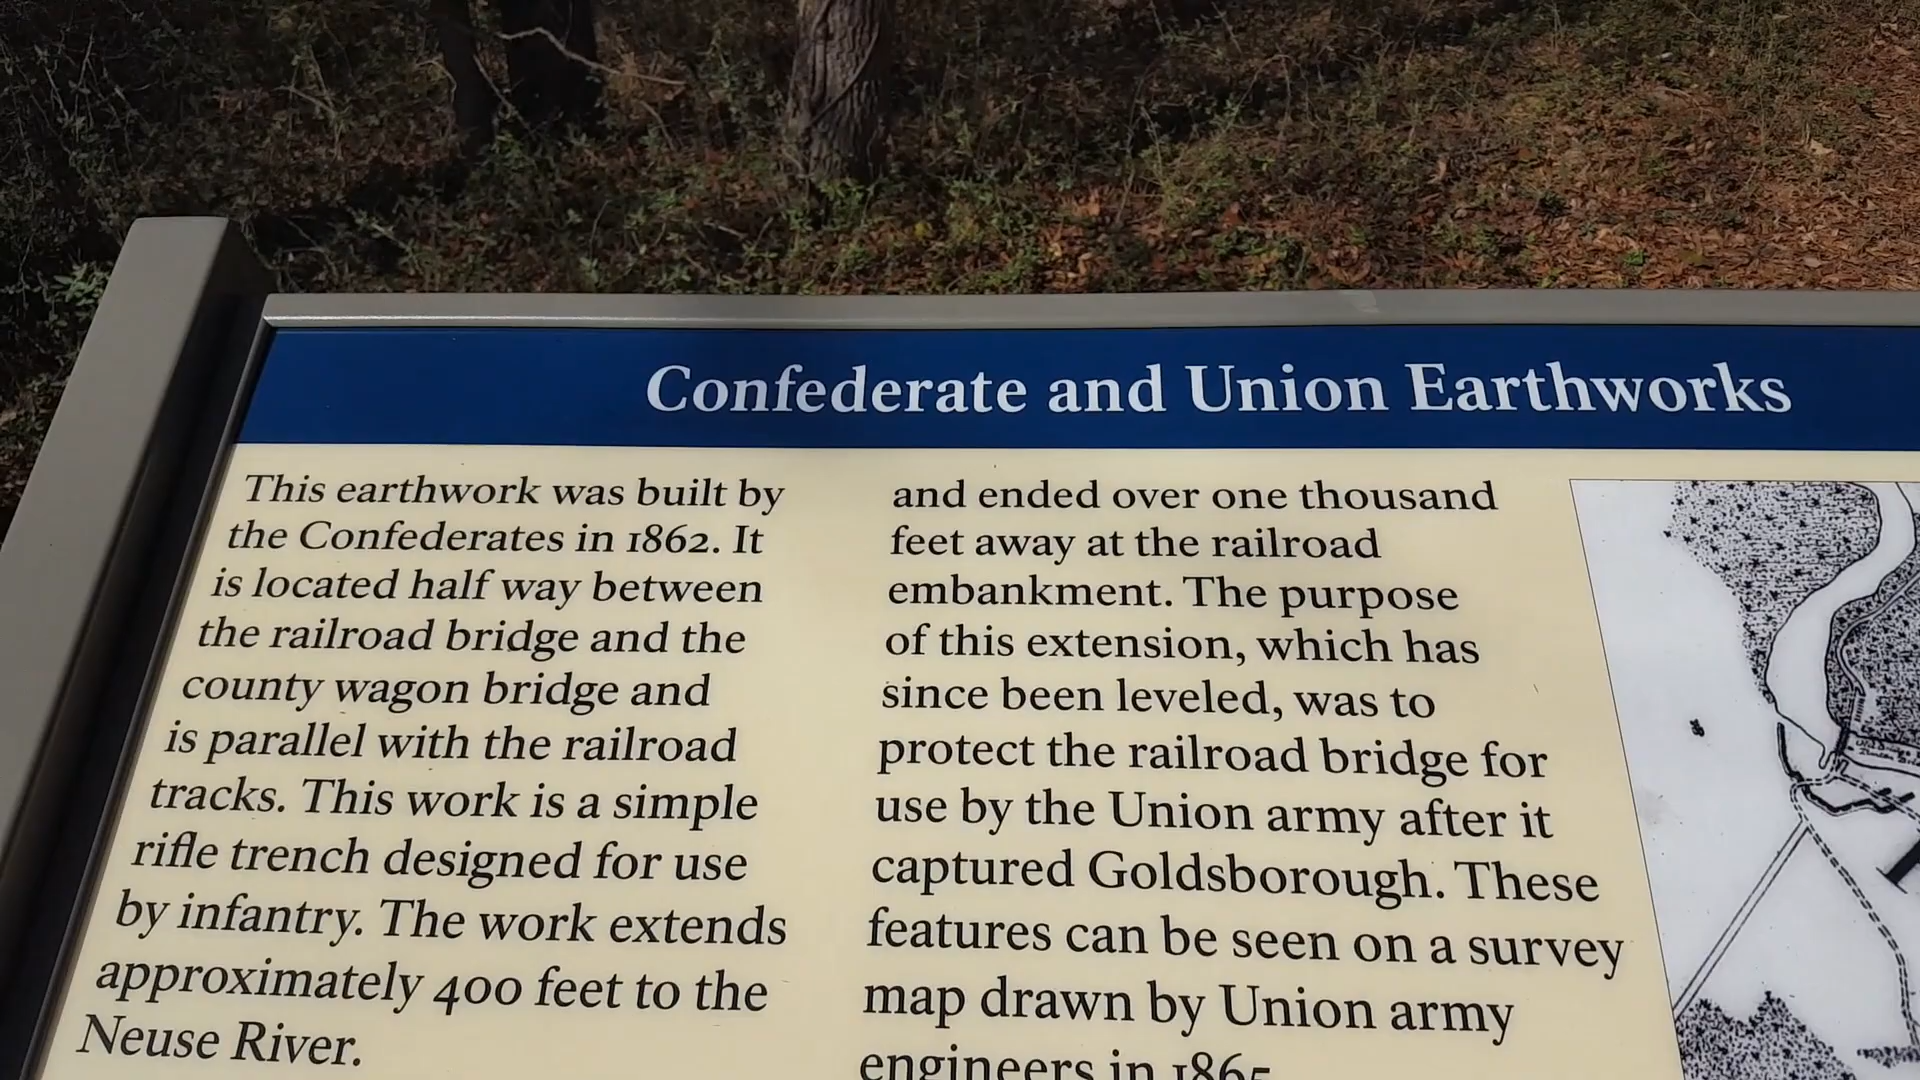 Confederate and Union Earthworks
This earthwork was built by
the Confederates in 1862. It
is located half way between
the railroad bridge and the
county wagon bridge and
is parallel with the railroad
tracks. This work is a simple
rifle trench designed for use
by infantry. The work extends
approximately 400 feet to the
Neuse River.
and ended over one thousand
feet away at the railroad
embankment. The purpose
of this extension, which has
since been leveled, was to
protect the railroad bridge for
use by the Union army after it
captured Goldsborough. These
features can be seen on a survey
map drawn by Union army
engineers in 1865